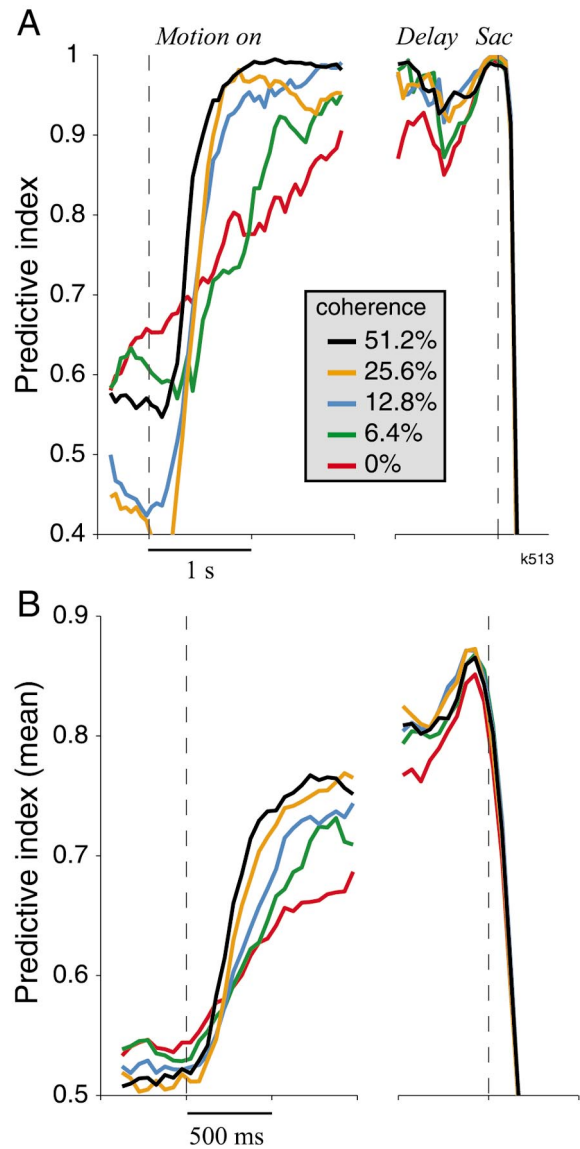 A
Motion on
Delay Sac
1
0.9
0.8
0.7
0.6
0.5
0.4
Predictive index
coherence
51.2%
25.6%
12.8%
6.4%
0%
1 s
k513
B
0.9
0.8
0.7
0.6
0.5
Predictive index (mean)
500 ms